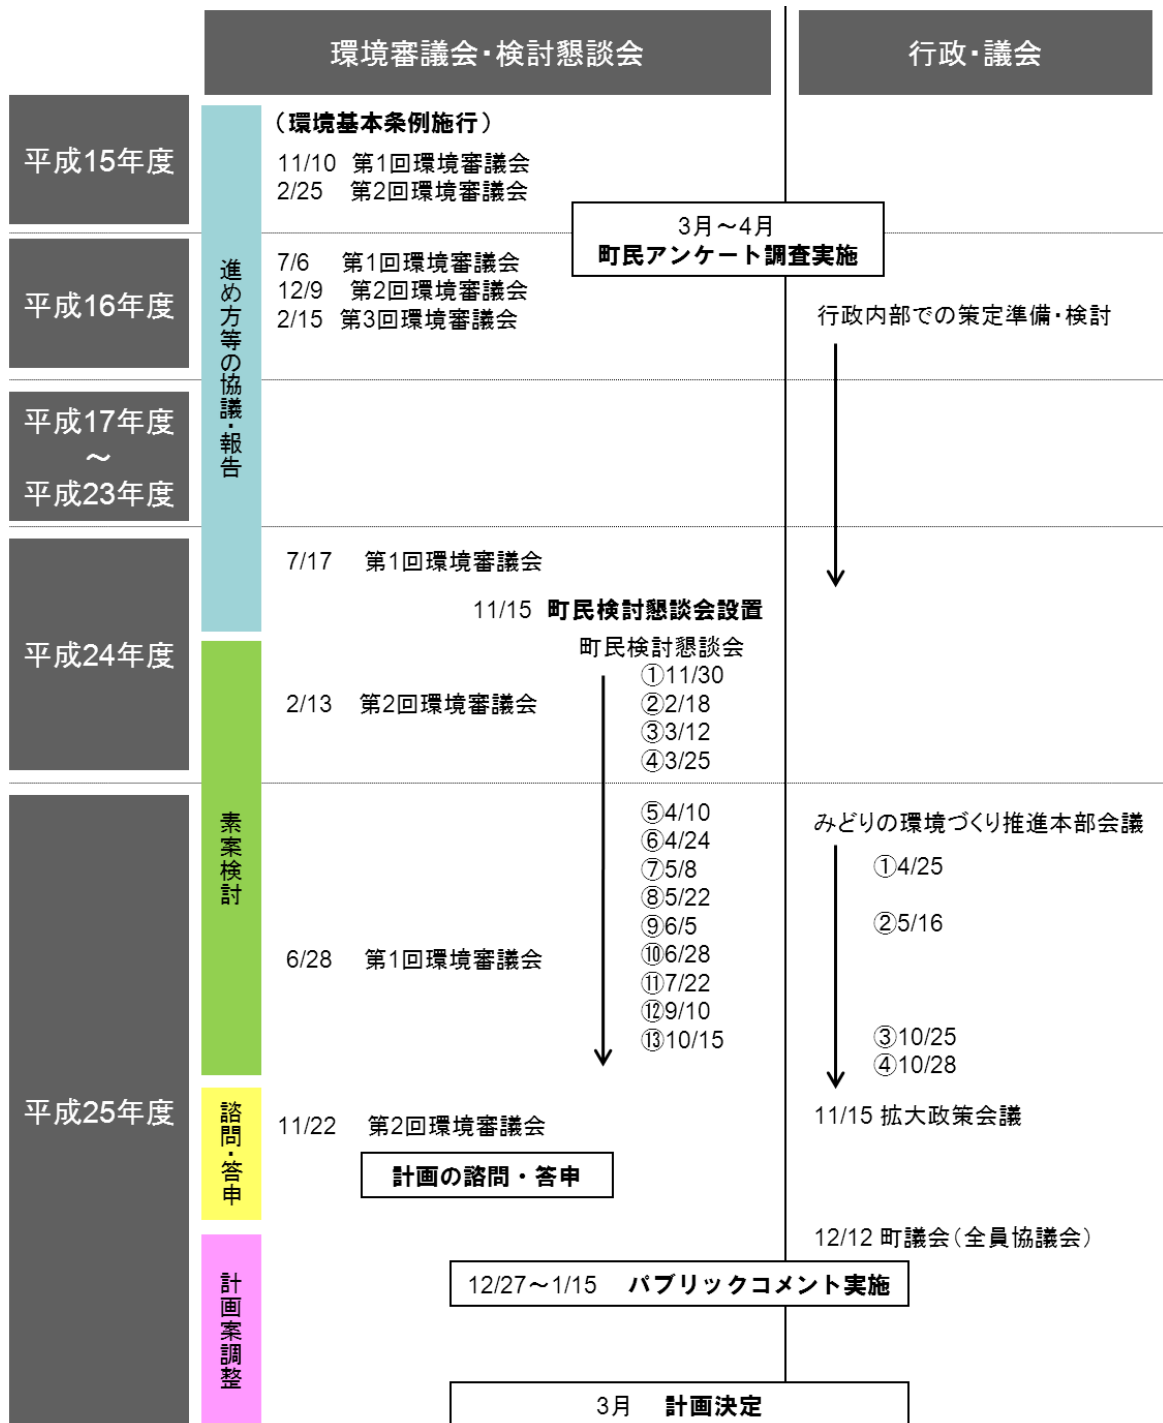 環境審議会・検討懇談会
行政・議会
平成15年度
進め方等の協議・報告
（環境基本条例施行）
11/10 第1回環境審議会
2/25 第2回環境審議会
3月～4月
町民アンケート調査実施
平成16年度
7/6 第1回環境審議会
12/9 第2回環境審議会
2/15 第3回環境審議会
行政内部での策定準備・検討
平成17年度
～
平成23年度
平成24年度
7/17 第1回環境審議会
11/15 町民検討懇談会設置
素案検討
町民検討懇談会
①11/30
2/13 第2回環境審議会
②2/18
③3/12
④3/25
平成25年度
⑤4/10
⑥4/24
⑦5/8
⑧5/22
⑨6/5
6/28 第1回環境審議会
⑩6/28
⑪7/22
⑫9/10
⑬10/15
みどりの環境づくり推進本部会議
①4/25
②5/16
③10/25
④10/28
諮問・答申
11/22 第2回環境審議会
11/15 拡大政策会議
計画の諮問・答申
計画案調整
12/12 町議会（全員協議会）
12/27～1/15 パブリックコメント実施
3月 計画決定